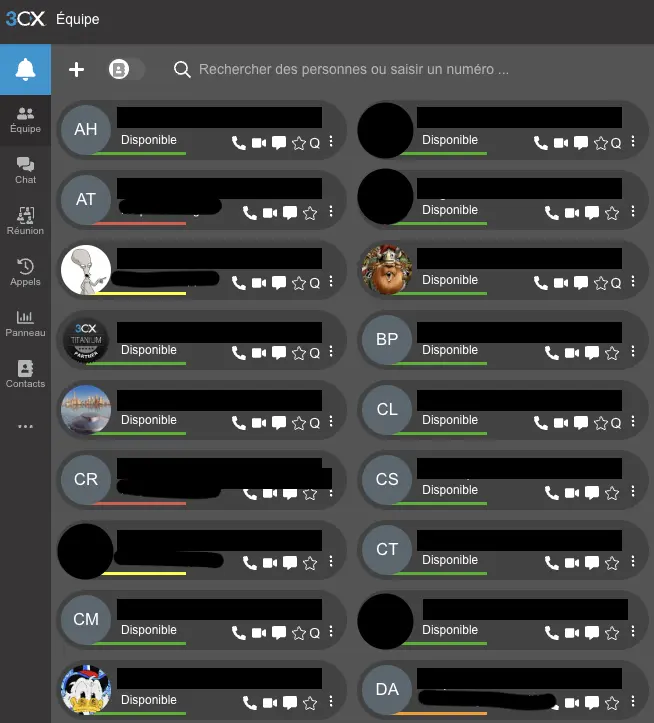 3CX Équipe
Rechercher des personnes ou saisir un numéro ...
Équipe
Chat
Réunion
Appels
Panneau
Contacts
AH
Disponible
Q
Disponible
Q
AT
Disponible
Q
Disponible
Q
3CX
TITANIUM
PARTNER
Disponible
Q
BP
Disponible
Disponible
Q
CL
Disponible
Q
CR
CS
Disponible
CT
Disponible
CM
Disponible
Q
Disponible
Disponible
DA